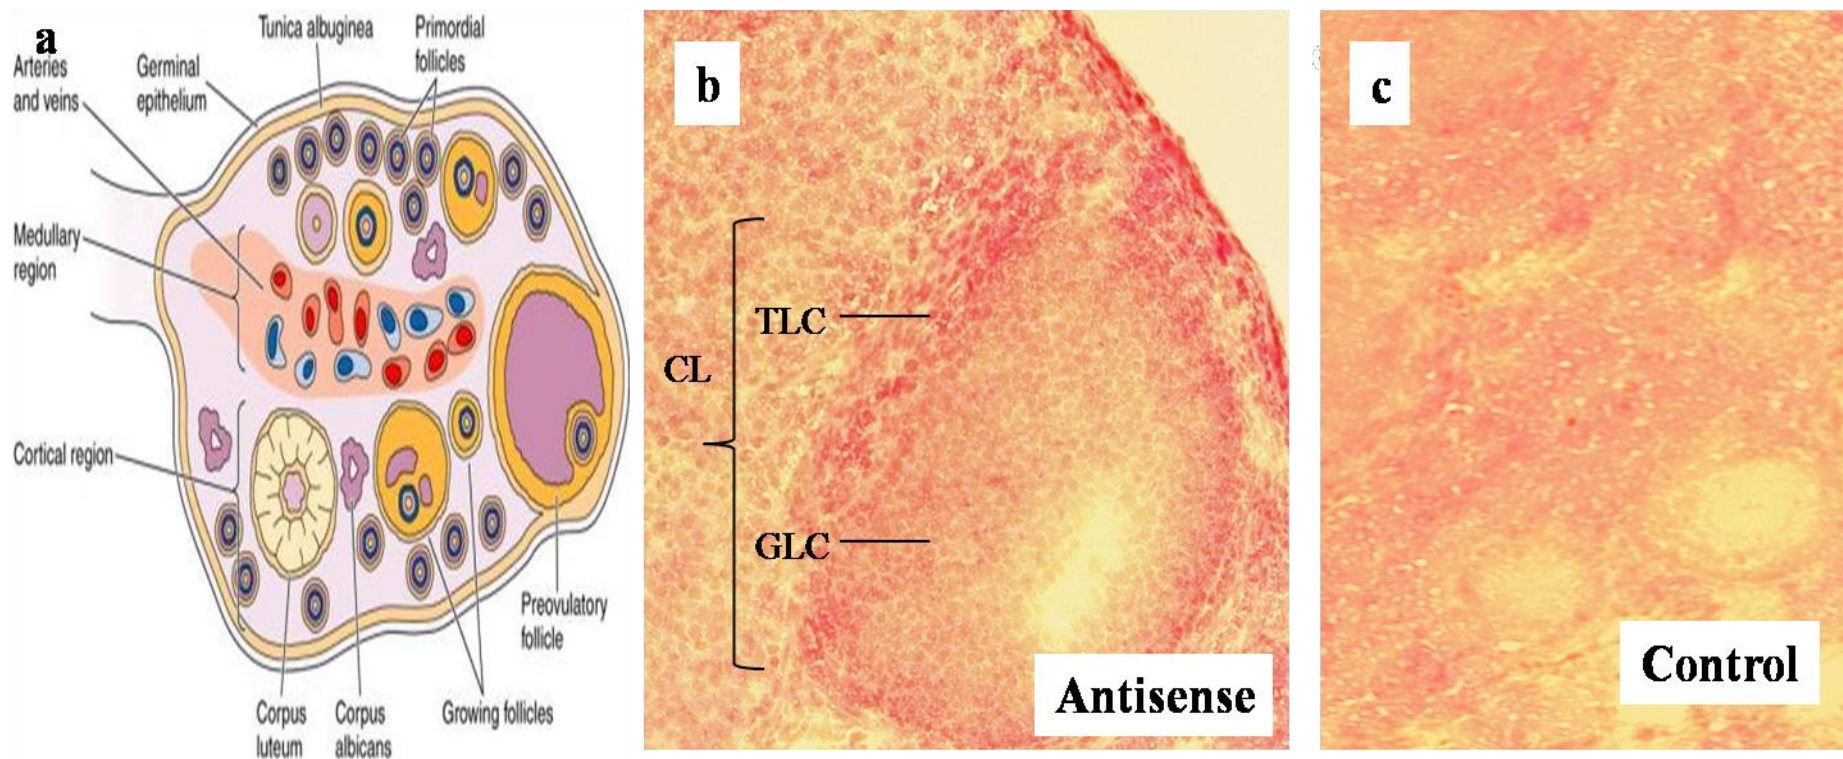 a
Arteries
and veins
Germinal
epithelium
Tunica albuginea
Primordial
follicles
Medullary
region
Cortical region
Corpus
luteum
Corpus
albicans
Growing follicles
Preovulatory
follicle
b
CL
TLC
GLC
Antisense
c
Control